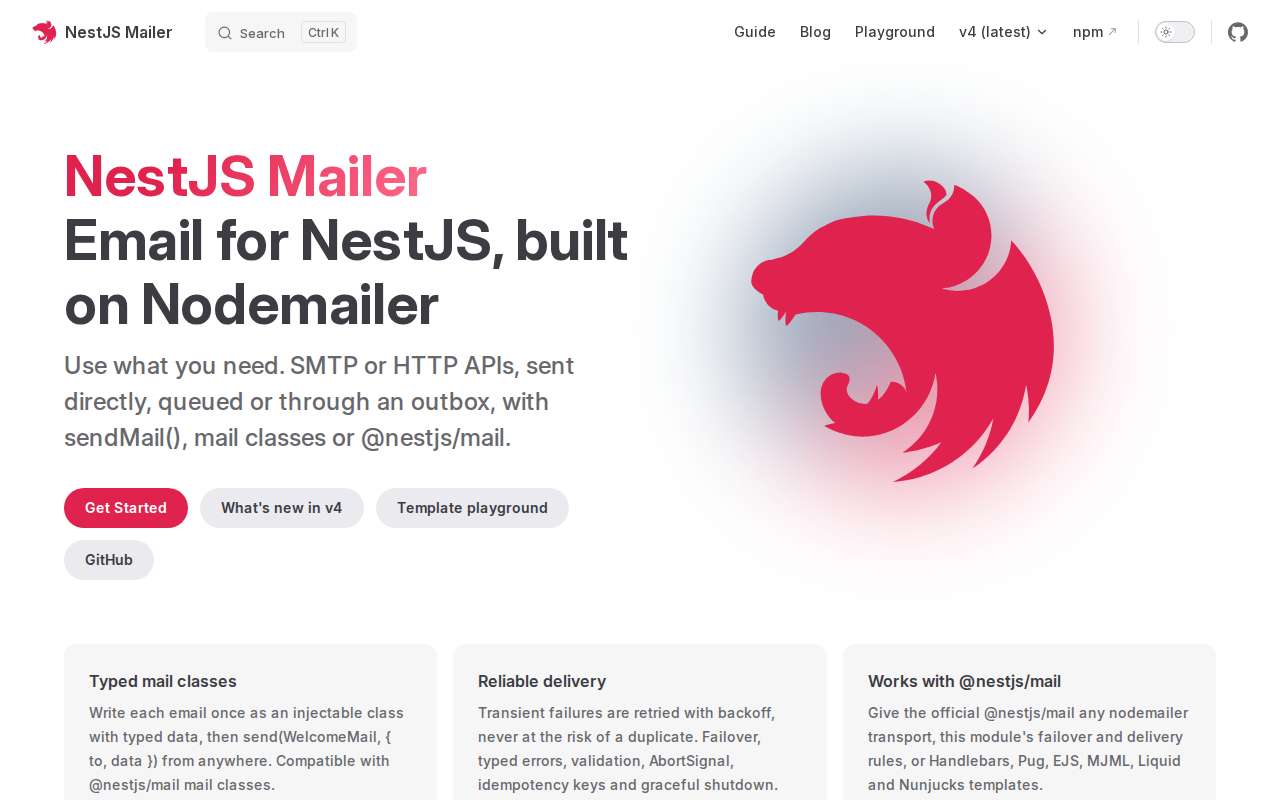 NestJS Mailer
Search
Ctrl K
Guide
Blog
Playground
v4 (latest)
npm
NestJS Mailer
Email for NestJS, built
on Nodemailer
Use what you need. SMTP or HTTP APIs, sent
directly, queued or through an outbox, with
sendMail(), mail classes or @nestjs/mail.
Get Started
What's new in v4
Template playground
GitHub
Typed mail classes
Write each email once as an injectable class
with typed data, then send(WelcomeMail, {
to, data }) from anywhere. Compatible with
@nestjs/mail mail classes.
Reliable delivery
Transient failures are retried with backoff,
never at the risk of a duplicate. Failover,
typed errors, validation, AbortSignal,
idempotency keys and graceful shutdown.
Works with @nestjs/mail
Give the official @nestjs/mail any nodemailer
transport, this module's failover and delivery
rules, or Handlebars, Pug, EJS, MJML, Liquid
and Nunjucks templates.